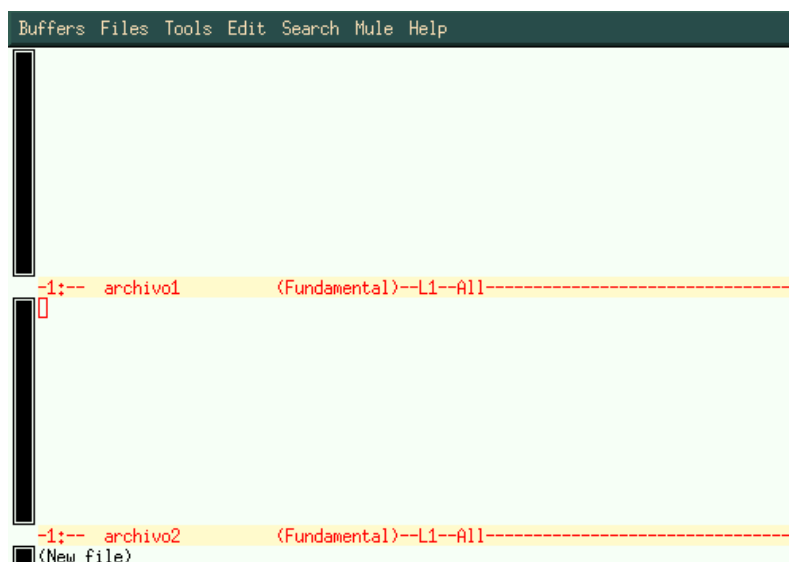 Buffers Files Tools Edit Search Mule Help
-1:-- archivo1 (Fundamental)--L1--All--------------------------------
-1:-- archivo2 (Fundamental)--L1--All--------------------------------
(New file)